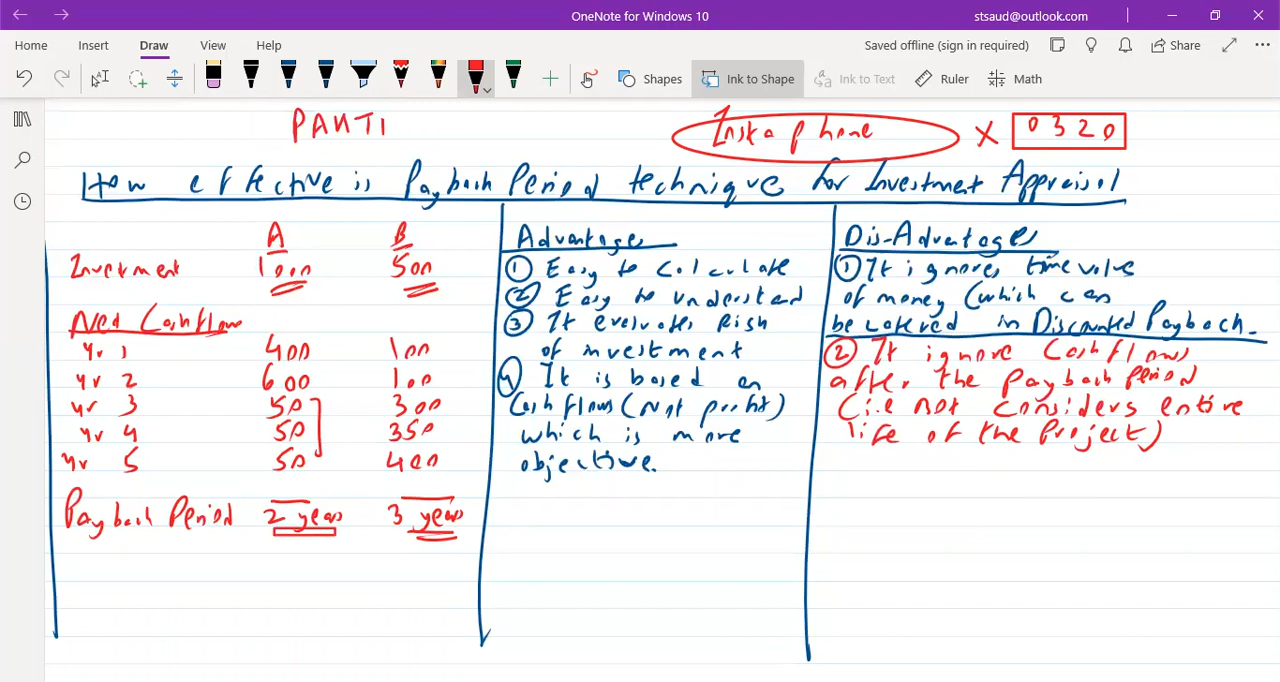 OneNote for Windows 10
stsaud@outlook.com
Home Insert Draw View Help
Saved offline (sign in required)
Share
Shapes
Ink to Shape
Ink to Text
Ruler
Math
PART I
Instaphone X 0320
How effective is Payback Period technique for Investment Appraisal
A B
Investment 1000 500
Net Cashflow
Yr 1 400 100
Yr 2 600 100
Yr 3 50 300
Yr 4 50 350
Yr 5 50 400
Payback Period 2 years 3 years
Advantages
① Easy to Calculate
② Easy to understand
③ It evaluates Risk
of investment
④ It is based on
Cashflows (Not profit)
which is more
objective.
Dis-Advantages
① It ignores time value
of money (which can
be catered in Discounted Payback.
② It ignore Cashflows
after the Payback Period
(i.e not considers entire
life of the Project)